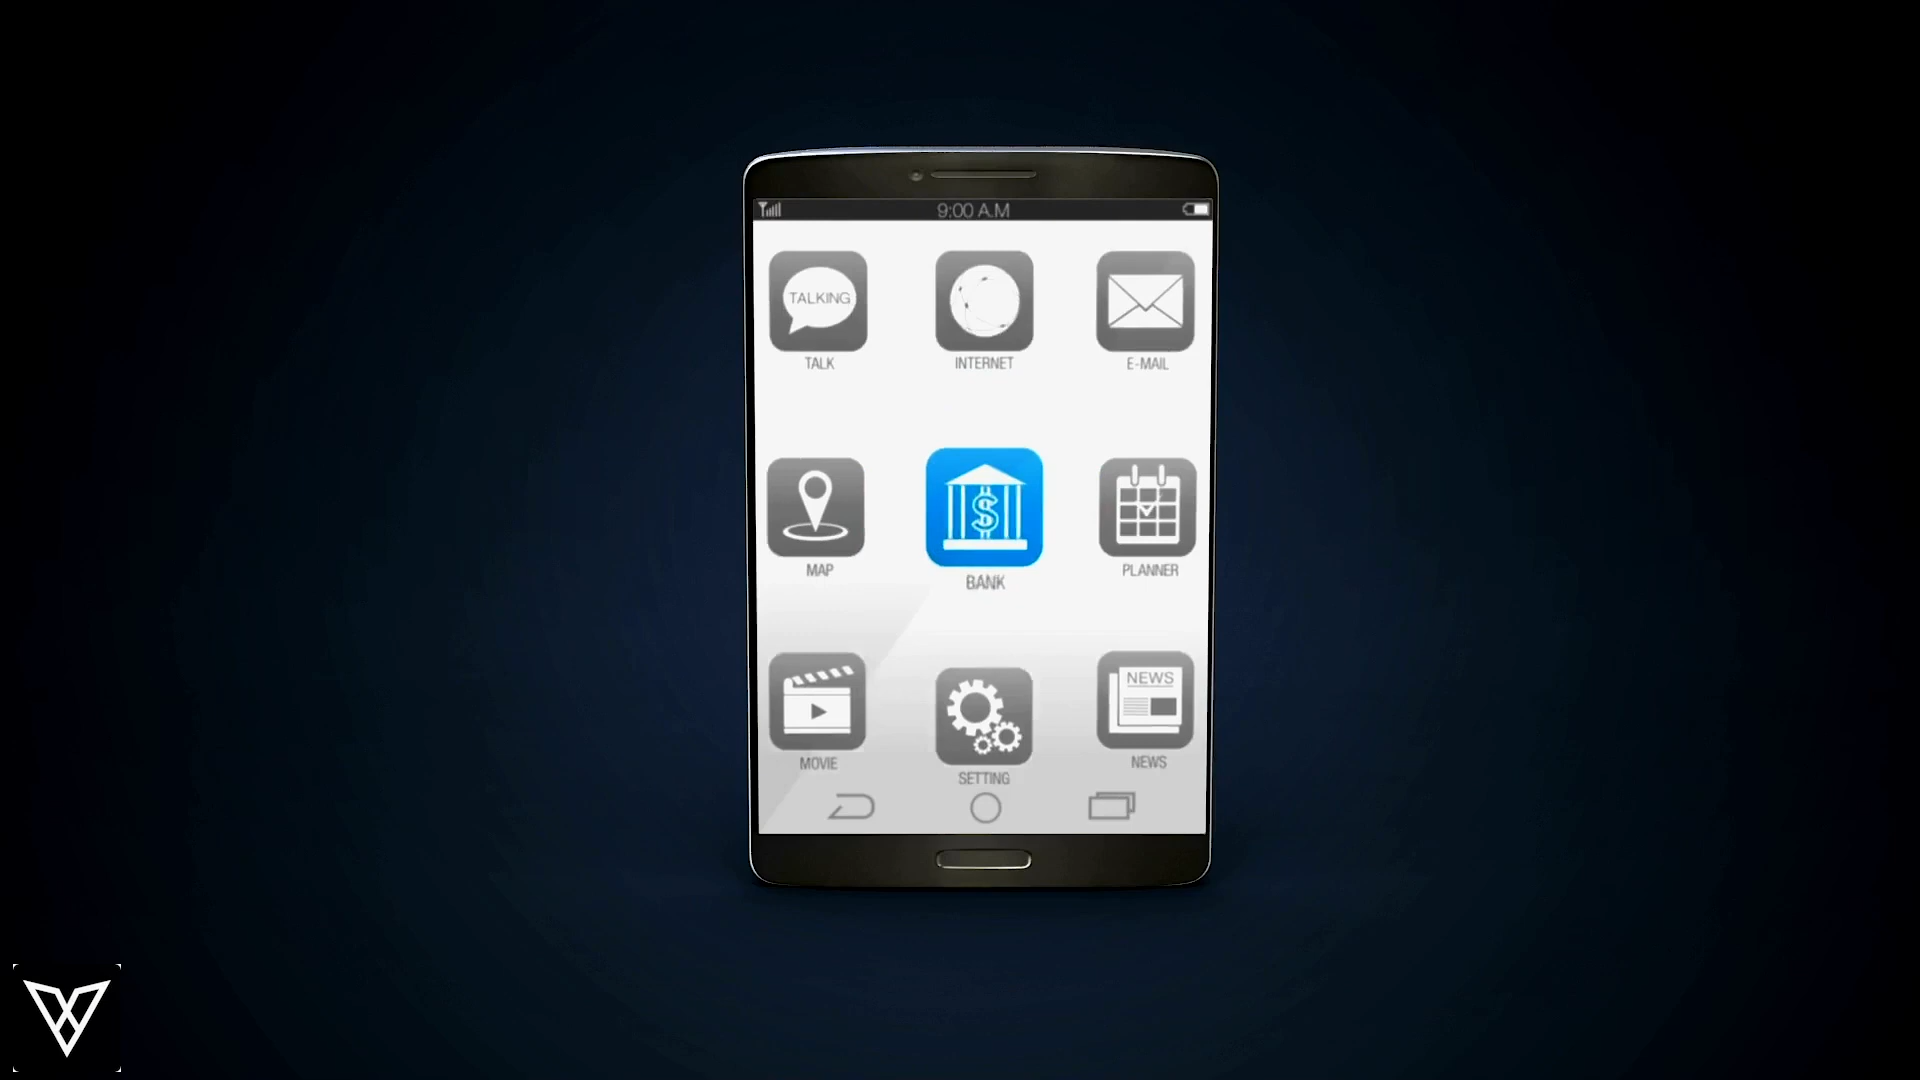 9:00 A.M
TALKING
TALK
INTERNET
E-MAIL
MAP
$
BANK
PLANNER
MOVIE
SETTING
NEWS
NEWS